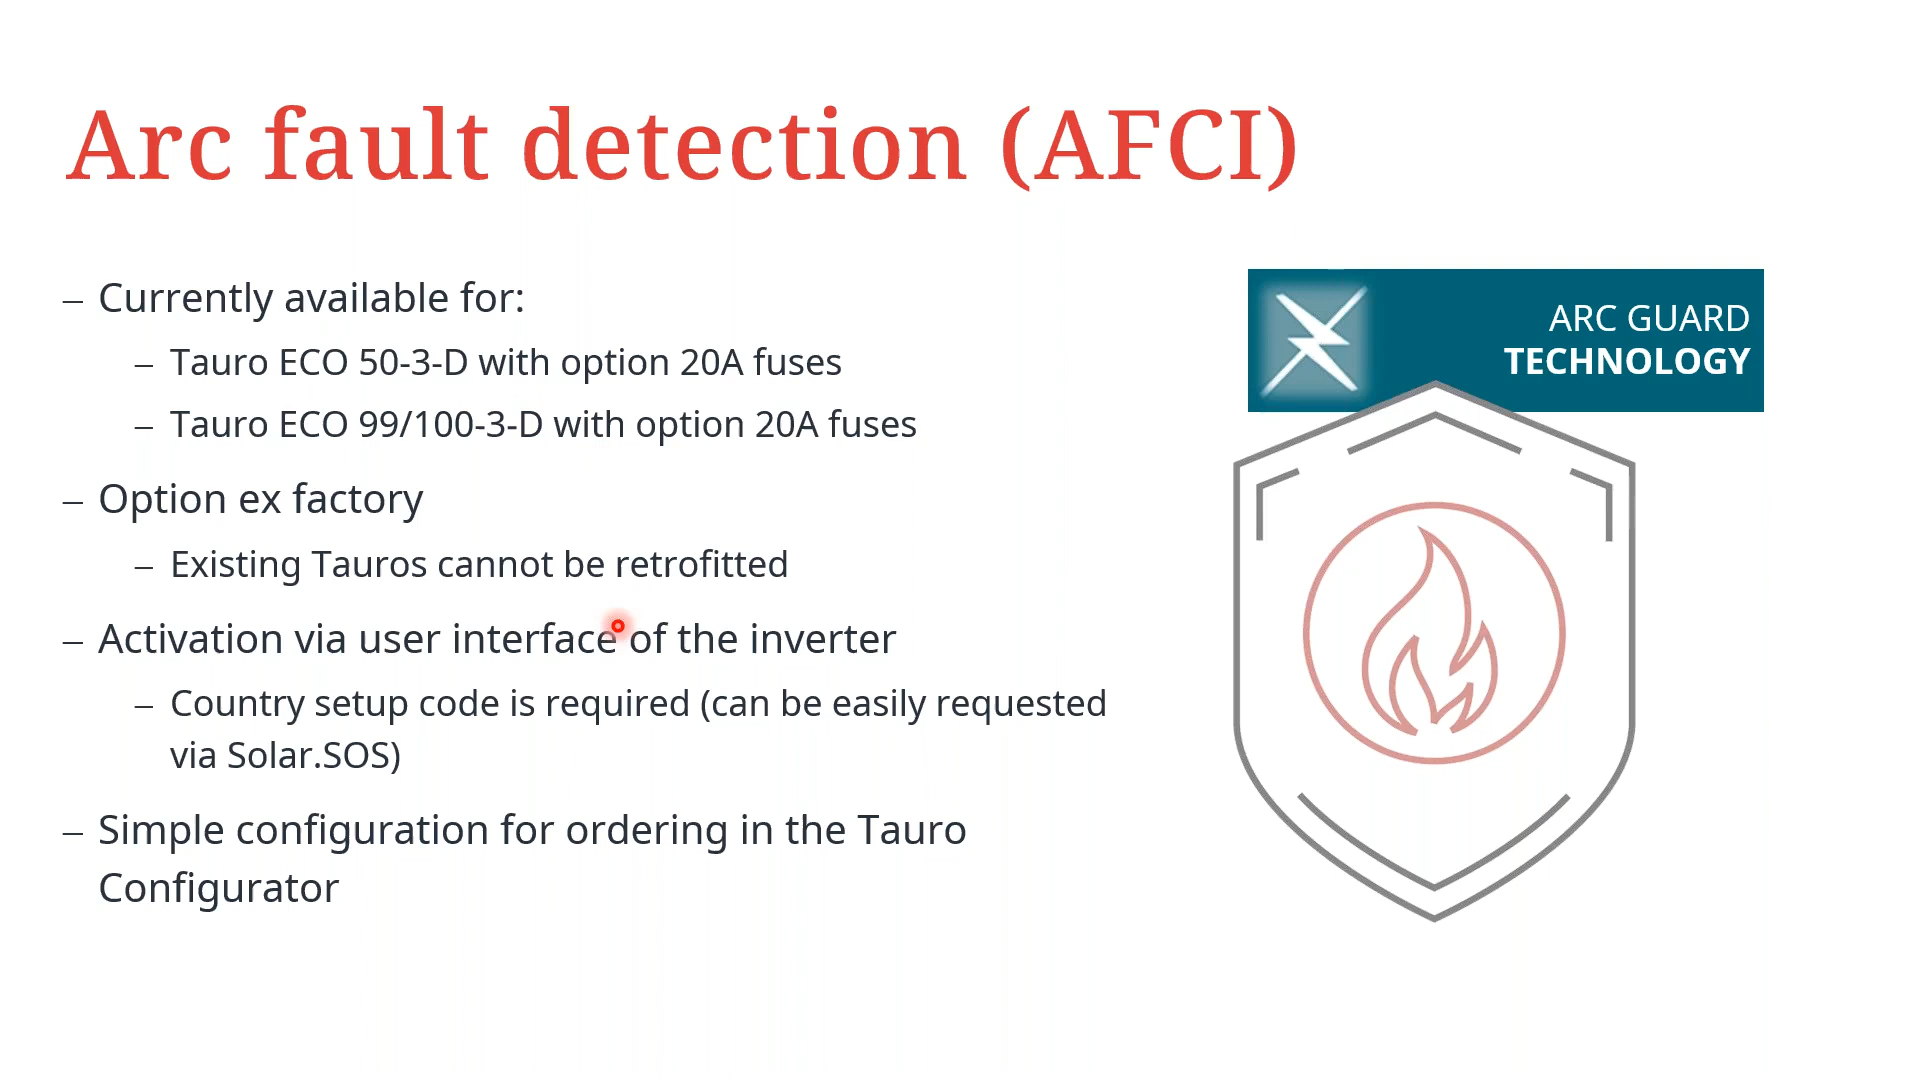 Arc fault detection (AFCI)
– Currently available for:
– Tauro ECO 50-3-D with option 20A fuses
– Tauro ECO 99/100-3-D with option 20A fuses
– Option ex factory
– Existing Tauros cannot be retrofitted
– Activation via user interface of the inverter
– Country setup code is required (can be easily requested
via Solar.SOS)
– Simple configuration for ordering in the Tauro
Configurator
ARC GUARD
TECHNOLOGY